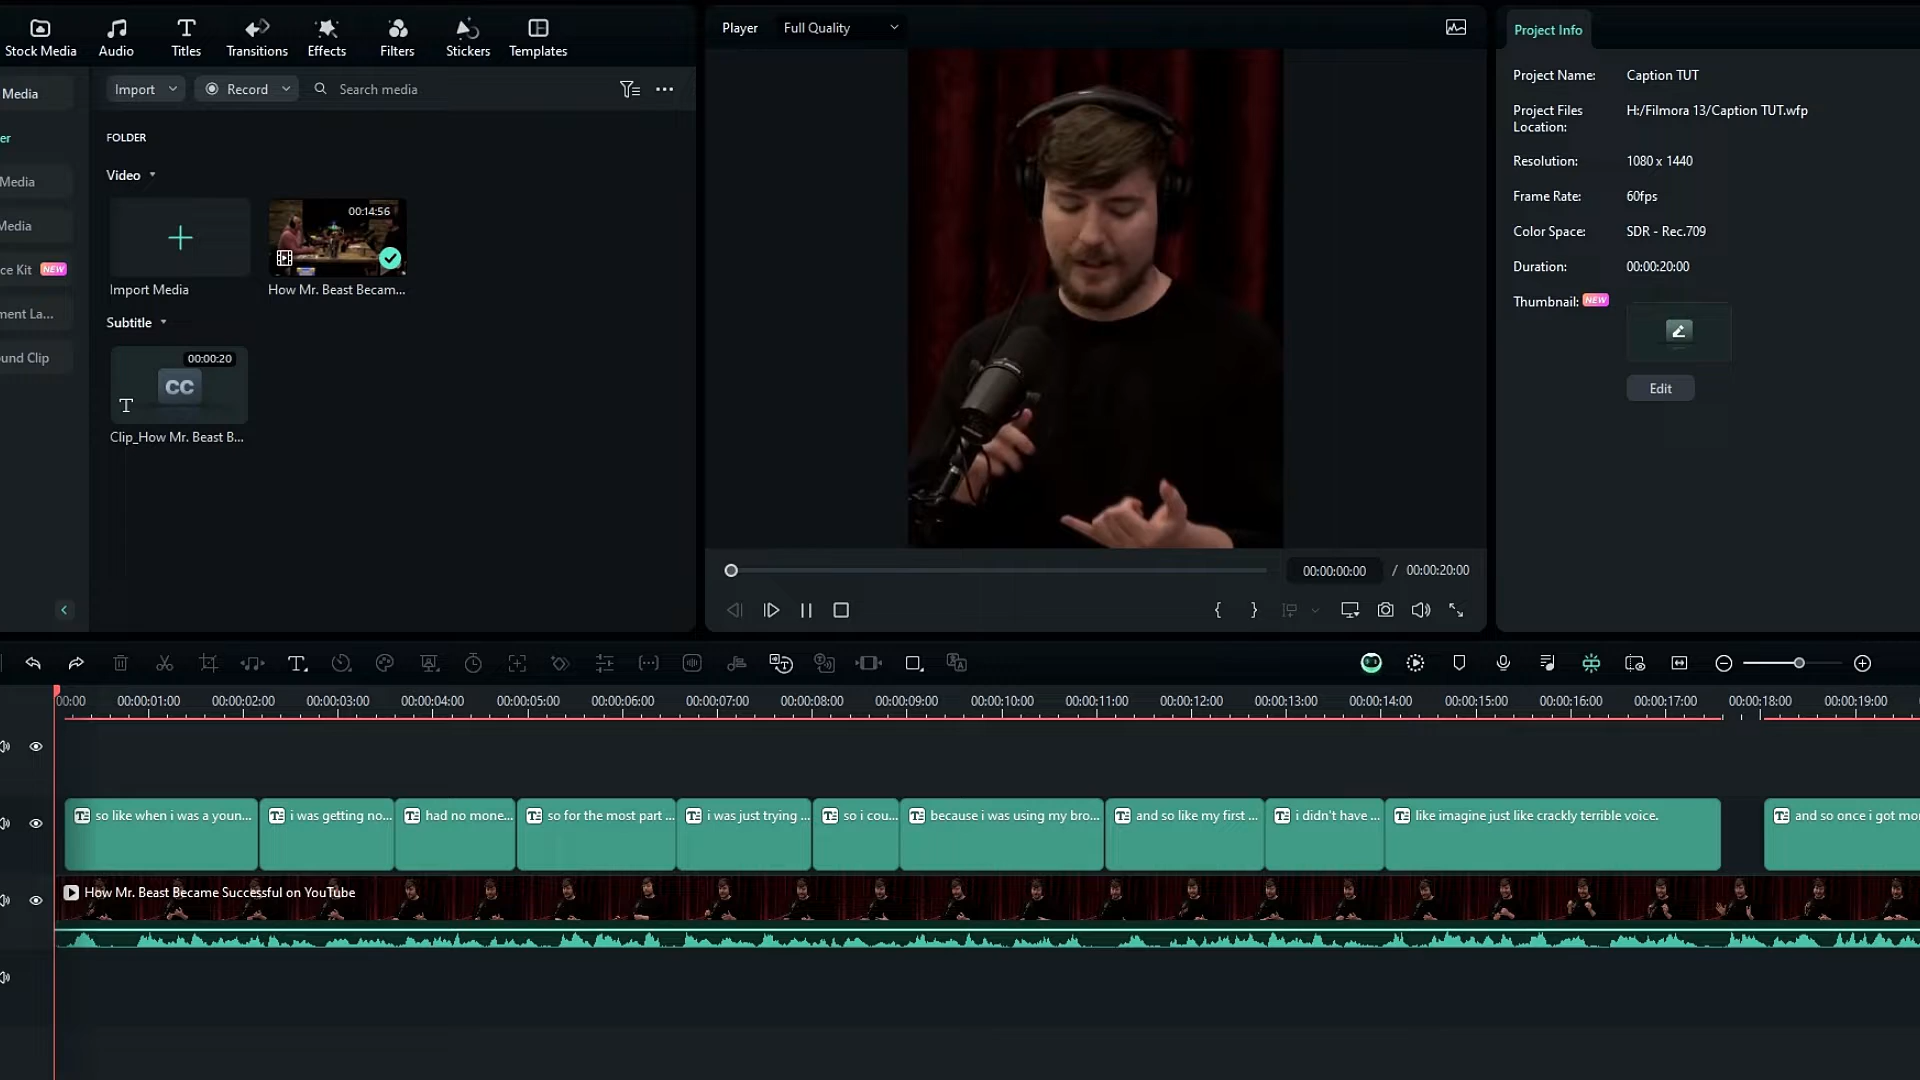 Stock Media
Audio
Titles
Transitions
Effects
Filters
Stickers
Templates
Player
Full Quality
Project Info
Media
Import
Record
Search media
er
Media
Media
ce Kit NEW
ment La...
und Clip
FOLDER
Video
00:14:56
Import Media
How Mr. Beast Becam...
Subtitle
00:00:20
CC
T
Clip_How Mr. Beast B...
Project Name: Caption TUT
Project Files Location: H:/Filmora 13/Caption TUT.wfp
Resolution: 1080 x 1440
Frame Rate: 60fps
Color Space: SDR - Rec.709
Duration: 00:00:20:00
Thumbnail: NEW
Edit
00:00:00:00 / 00:00:20:00
00:00 00:00:01:00 00:00:02:00 00:00:03:00 00:00:04:00 00:00:05:00 00:00:06:00 00:00:07:00 00:00:08:00 00:00:09:00 00:00:10:00 00:00:11:00 00:00:12:00 00:00:13:00 00:00:14:00 00:00:15:00 00:00:16:00 00:00:17:00 00:00:18:00 00:00:19:00
so like when i was a youn...
i was getting no...
had no mone...
so for the most part ...
i was just trying ...
so i cou...
because i was using my bro...
and so like my first ...
i didn't have ...
like imagine just like crackly terrible voice.
and so once i got mo
How Mr. Beast Became Successful on YouTube